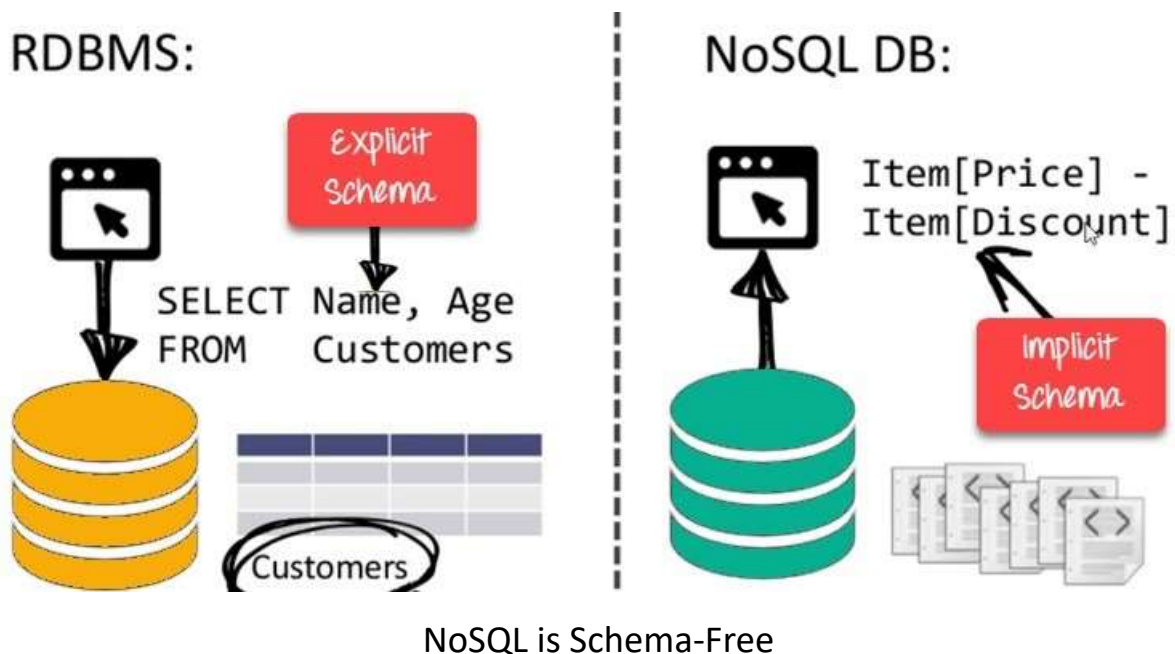 RDBMS:
Explicit
Schema
SELECT Name, Age
FROM Customers
Customers
NoSQL DB:
Item[Price] -
Item[Discount]
Implicit
Schema
NoSQL is Schema-Free